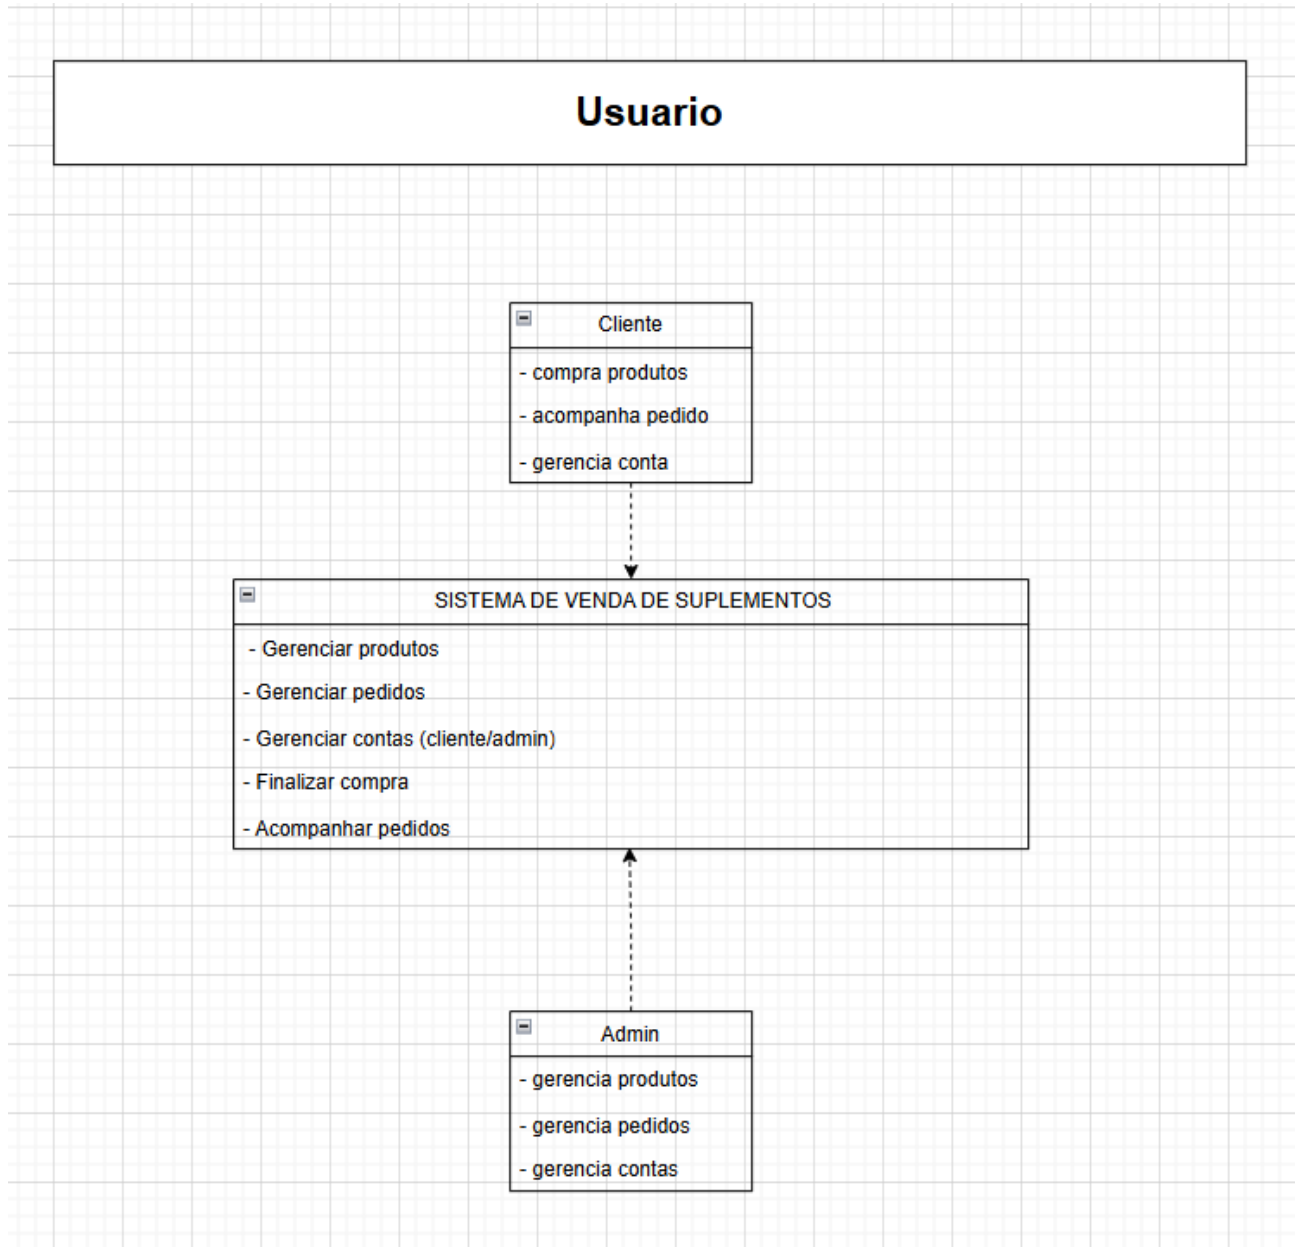 Usuario
Cliente
- compra produtos
- acompanha pedido
- gerencia conta
SISTEMA DE VENDA DE SUPLEMENTOS
- Gerenciar produtos
- Gerenciar pedidos
- Gerenciar contas (cliente/admin)
- Finalizar compra
- Acompanhar pedidos
Admin
- gerencia produtos
- gerencia pedidos
- gerencia contas